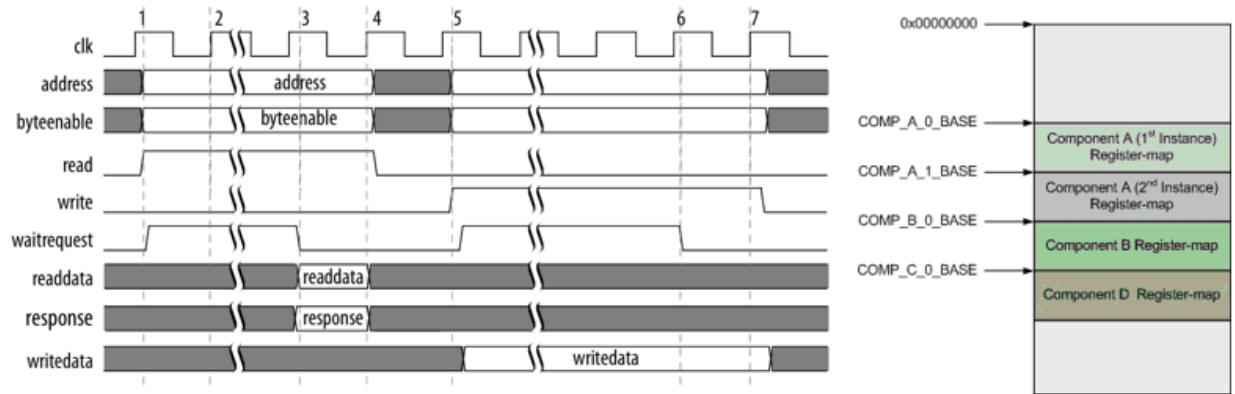 1 2 3 4 5 6 7
clk
address address
byteenable byteenable
read
write
waitrequest
readdata readdata
response response
writedata writedata
0x00000000
COMP_A_0_BASE
Component A (1st Instance)
Register-map
COMP_A_1_BASE
Component A (2nd Instance)
Register-map
COMP_B_0_BASE
Component B Register-map
COMP_C_0_BASE
Component D Register-map